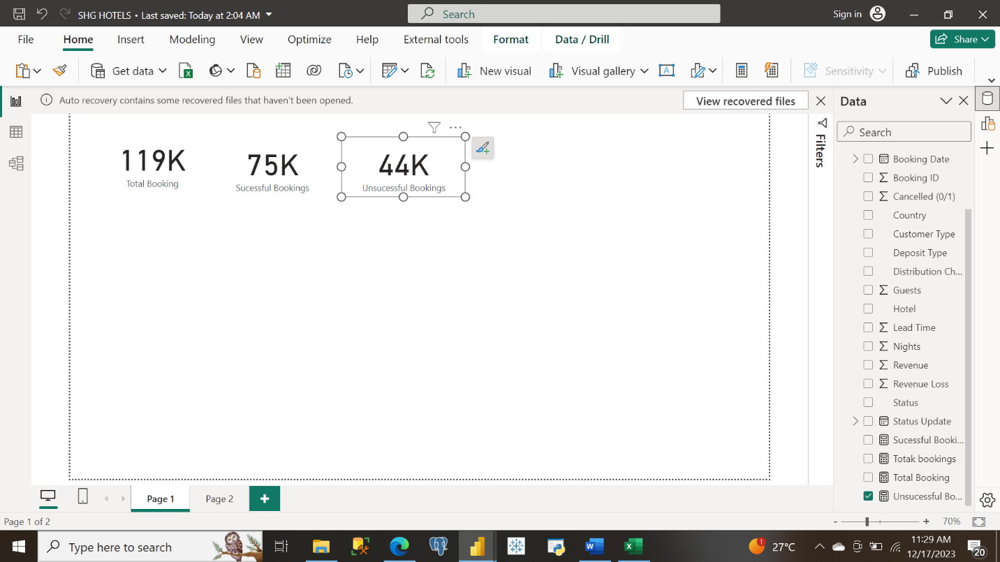 SHG HOTELS • Last saved: Today at 2:04 AM
Search
Sign in
File Home Insert Modeling View Optimize Help External tools Format Data / Drill
Share
Get data
New visual
Visual gallery
Sensitivity
Publish
Auto recovery contains some recovered files that haven't been opened.
View recovered files
119K
Total Booking
75K
Sucessful Bookings
44K
Unsucessful Bookings
Filters
Data
Search
Booking Date
Booking ID
Cancelled (0/1)
Country
Customer Type
Deposit Type
Distribution Ch...
Guests
Hotel
Lead Time
Nights
Revenue
Revenue Loss
Status
Status Update
Sucessful Booki...
Totak bookings
Total Booking
Unsucessful Bo...
Page 1
Page 2
Page 1 of 2
70%
Type here to search
1
27°C
11:29 AM
12/17/2023
20